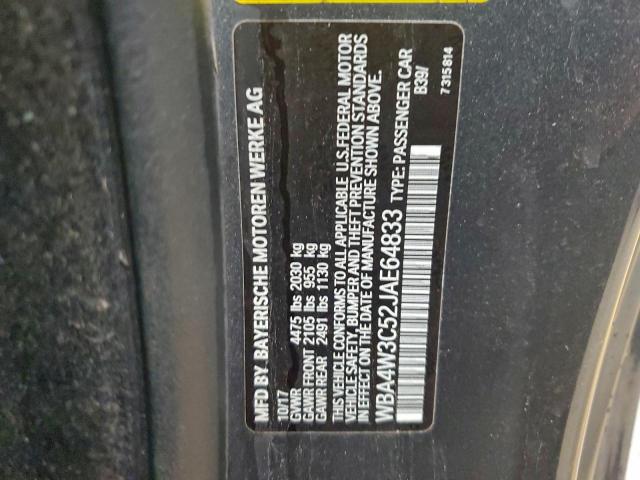 MFD BY. BAYERISCHE MOTOREN WERKE AG
10/17
GVWR 4475 lbs 2030 kg
GAWR FRONT 2105 lbs 955 kg
GAWR REAR 2491 lbs 1130 kg
THIS VEHICLE CONFORMS TO ALL APPLICABLE U.S.FEDERAL MOTOR
VEHICLE SAFETY, BUMPER AND THEFT PREVENTION STANDARDS
IN EFFECT ON THE DATE OF MANUFACTURE SHOWN ABOVE.
WBA4W3C52JAE64833 TYPE: PASSENGER CAR
B39/
7 315 814